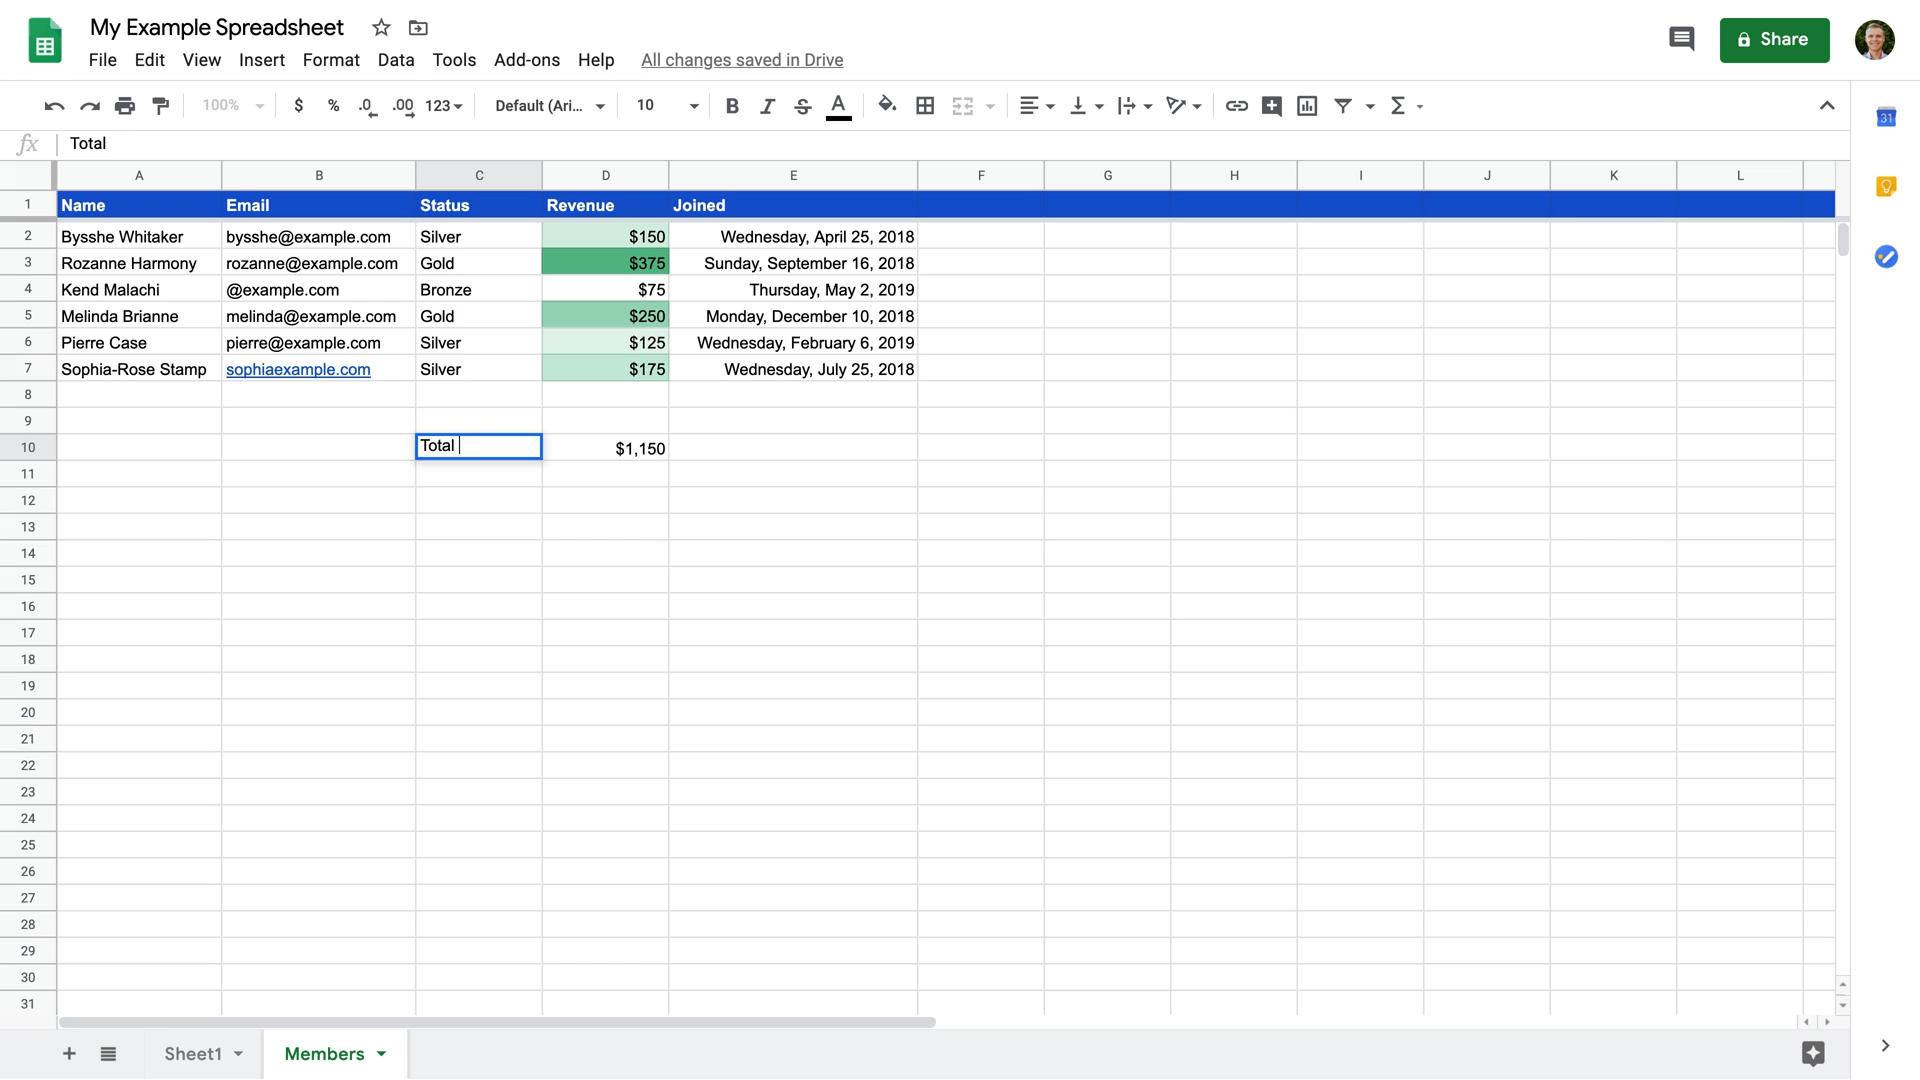 My Example Spreadsheet
File Edit View Insert Format Data Tools Add-ons Help All changes saved in Drive
Share
100% $ % .0 .00 123 Default (Ari... 10 B I S A Σ
31
fx Total
A B C D E F G H I J K L
1 Name Email Status Revenue Joined
2 Bysshe Whitaker bysshe@example.com Silver $150 Wednesday, April 25, 2018
3 Rozanne Harmony rozanne@example.com Gold $375 Sunday, September 16, 2018
4 Kend Malachi @example.com Bronze $75 Thursday, May 2, 2019
5 Melinda Brianne melinda@example.com Gold $250 Monday, December 10, 2018
6 Pierre Case pierre@example.com Silver $125 Wednesday, February 6, 2019
7 Sophia-Rose Stamp sophiaexample.com Silver $175 Wednesday, July 25, 2018
8
9
10 Total $1,150
11
12
13
14
15
16
17
18
19
20
21
22
23
24
25
26
27
28
29
30
31
Sheet1 Members